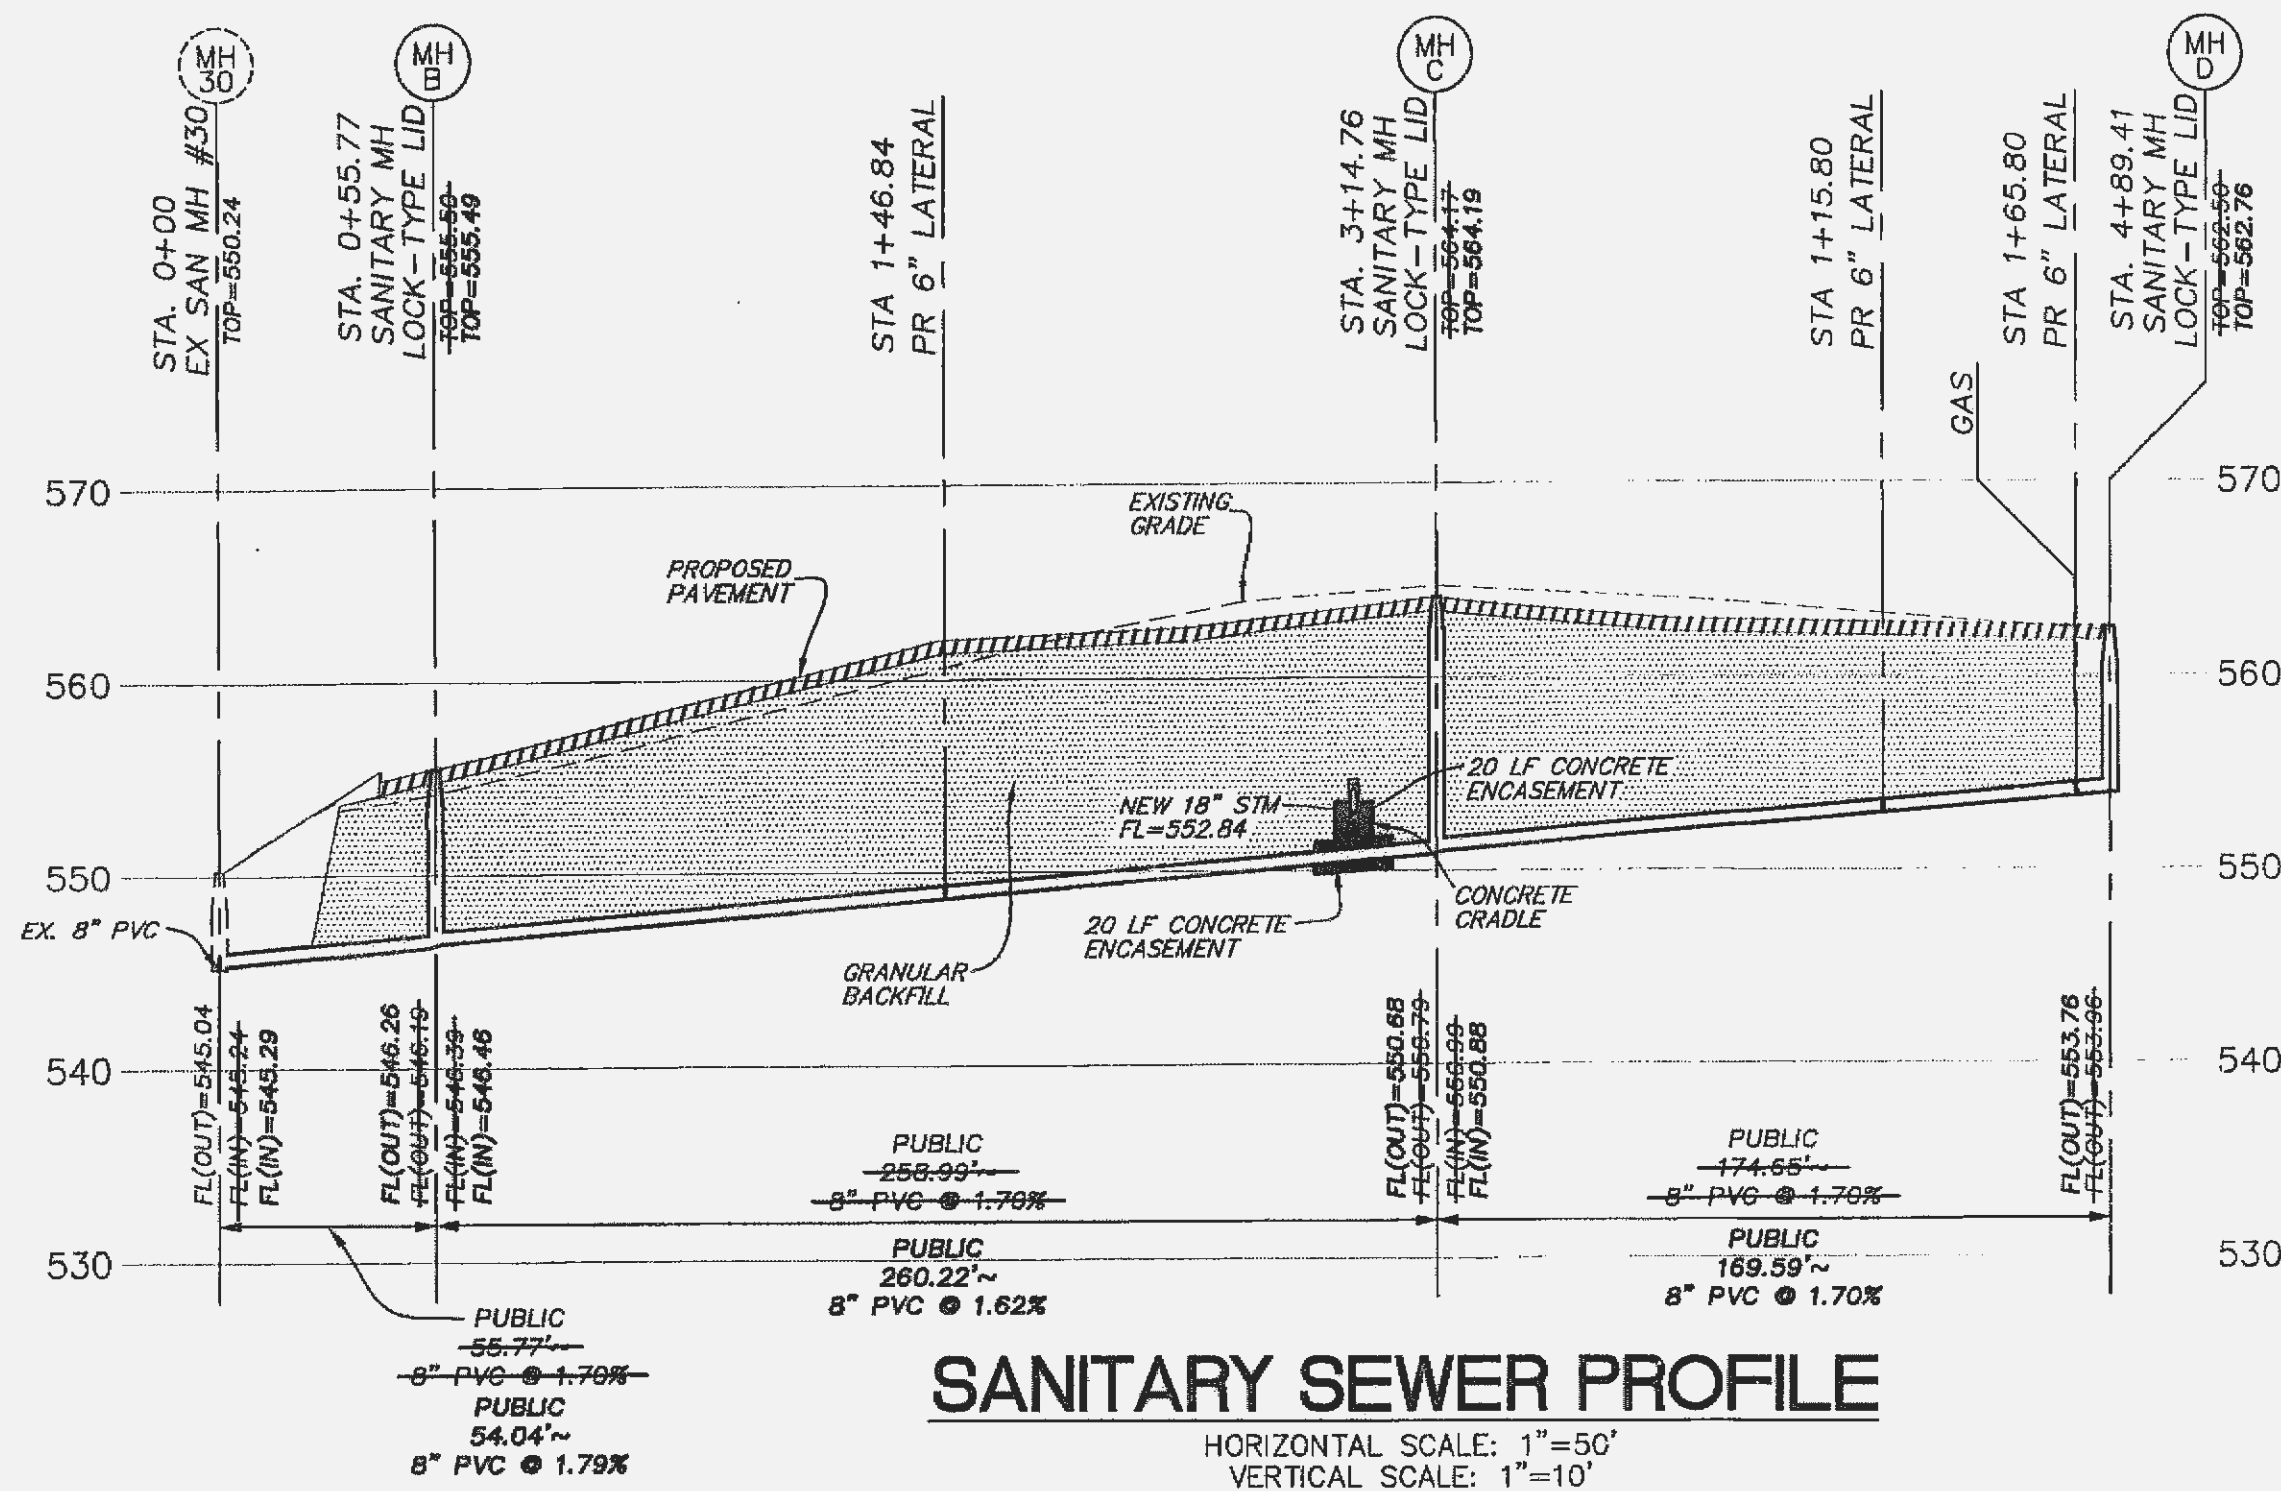 MH
30
MH
B
MH
C
MH
D
STA. 0+00
EX SAN MH #30
TOP=550.24
STA. 0+55.77
SANITARY MH
LOCK-TYPE LID
TOP=555.50
TOP=555.49
STA 1+46.84
PR 6" LATERAL
STA. 3+14.76
SANITARY MH
LOCK-TYPE LID
TOP=564.17
TOP=564.19
STA 1+15.80
PR 6" LATERAL
GAS
STA 1+65.80
PR 6" LATERAL
STA. 4+89.41
SANITARY MH
LOCK-TYPE LID
TOP=562.50
TOP=562.76
570
570
EXISTING
GRADE
PROPOSED
PAVEMENT
560
560
20 LF CONCRETE
ENCASEMENT
NEW 18" STM
FL=552.84
550
550
CONCRETE
CRADLE
EX. 8" PVC
20 LF CONCRETE
ENCASEMENT
GRANULAR
BACKFILL
540
540
FL(OUT)=545.04
FL(IN)=545.24
FL(IN)=545.29
FL(OUT)=546.26
FL(OUT)=546.19
FL(IN)=546.39
FL(IN)=546.46
FL(OUT)=550.68
FL(OUT)=550.79
FL(IN)=550.99
FL(IN)=550.88
FL(OUT)=553.76
FL(OUT)=553.96
PUBLIC
258.99'~
8" PVC @ 1.70%
PUBLIC
174.65'~
8" PVC @ 1.70%
530
530
PUBLIC
260.22'~
8" PVC @ 1.62%
PUBLIC
169.59'~
8" PVC @ 1.70%
PUBLIC
55.77'~
8" PVC @ 1.70%
PUBLIC
54.04'~
8" PVC @ 1.79%
SANITARY SEWER PROFILE
HORIZONTAL SCALE: 1"=50'
VERTICAL SCALE: 1"=10'